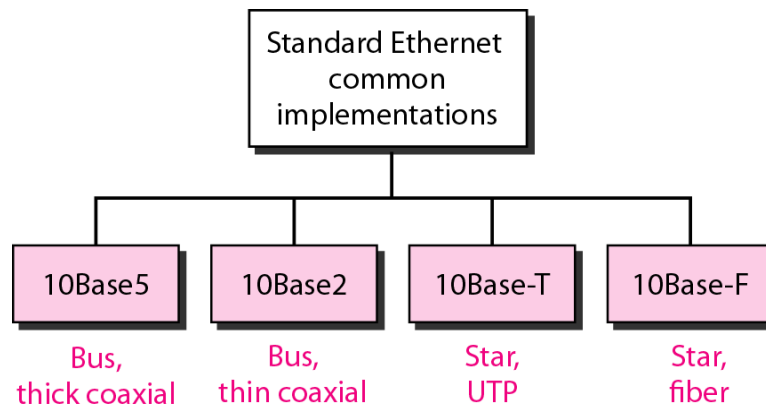 Standard Ethernet
common
implementations
10Base5
10Base2
10Base-T
10Base-F
Bus,
thick coaxial
Bus,
thin coaxial
Star,
UTP
Star,
fiber